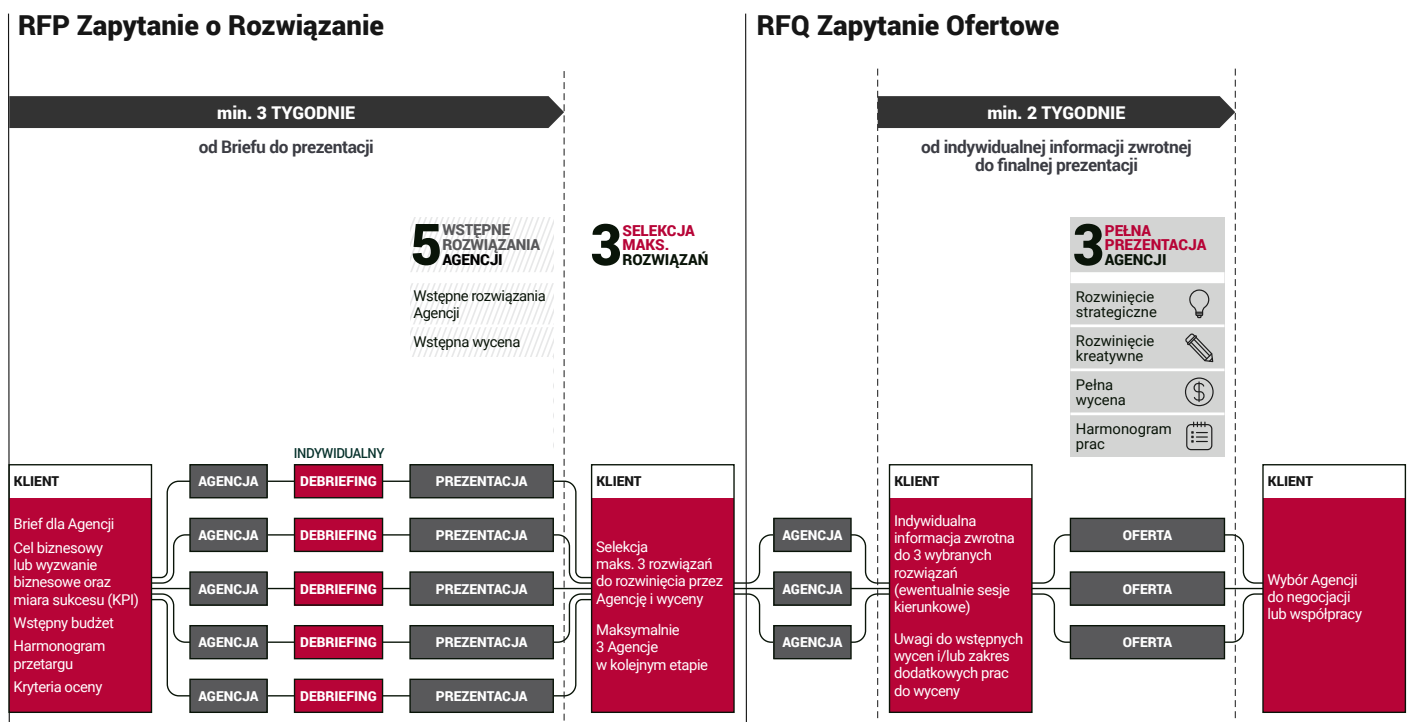 RFP Zapytanie o Rozwiązanie
RFQ Zapytanie Ofertowe
min. 3 TYGODNIE
od Briefu do prezentacji
min. 2 TYGODNIE
od indywidualnej informacji zwrotnej
do finalnej prezentacji
5 WSTĘPNE
ROZWIĄZANIA
AGENCJI
Wstępne rozwiązania
Agencji
Wstępna wycena
3 SELEKCJA
MAKS.
ROZWIĄZAŃ
3 PEŁNA
PREZENTACJA
AGENCJI
Rozwinięcie
strategiczne
Rozwinięcie
kreatywne
Pełna
wycena
Harmonogram
prac
KLIENT
Brief dla Agencji
Cel biznesowy
lub wyzwanie
biznesowe oraz
miara sukcesu (KPI)
Wstępny budżet
Harmonogram
przetargu
Kryteria oceny
INDYWIDUALNY
AGENCJA DEBRIEFING PREZENTACJA
AGENCJA DEBRIEFING PREZENTACJA
AGENCJA DEBRIEFING PREZENTACJA
AGENCJA DEBRIEFING PREZENTACJA
AGENCJA DEBRIEFING PREZENTACJA
KLIENT
Selekcja
maks. 3 rozwiązań
do rozwinięcia przez
Agencję i wyceny
Maksymalnie
3 Agencje
w kolejnym etapie
AGENCJA
AGENCJA
AGENCJA
KLIENT
Indywidualna
informacja zwrotna
do 3 wybranych
rozwiązań
(ewentualnie sesje
kierunkowe)
Uwagi do wstępnych
wycen i/lub zakres
dodatkowych prac
do wyceny
OFERTA
OFERTA
OFERTA
KLIENT
Wybór Agencji
do negocjacji
lub współpracy